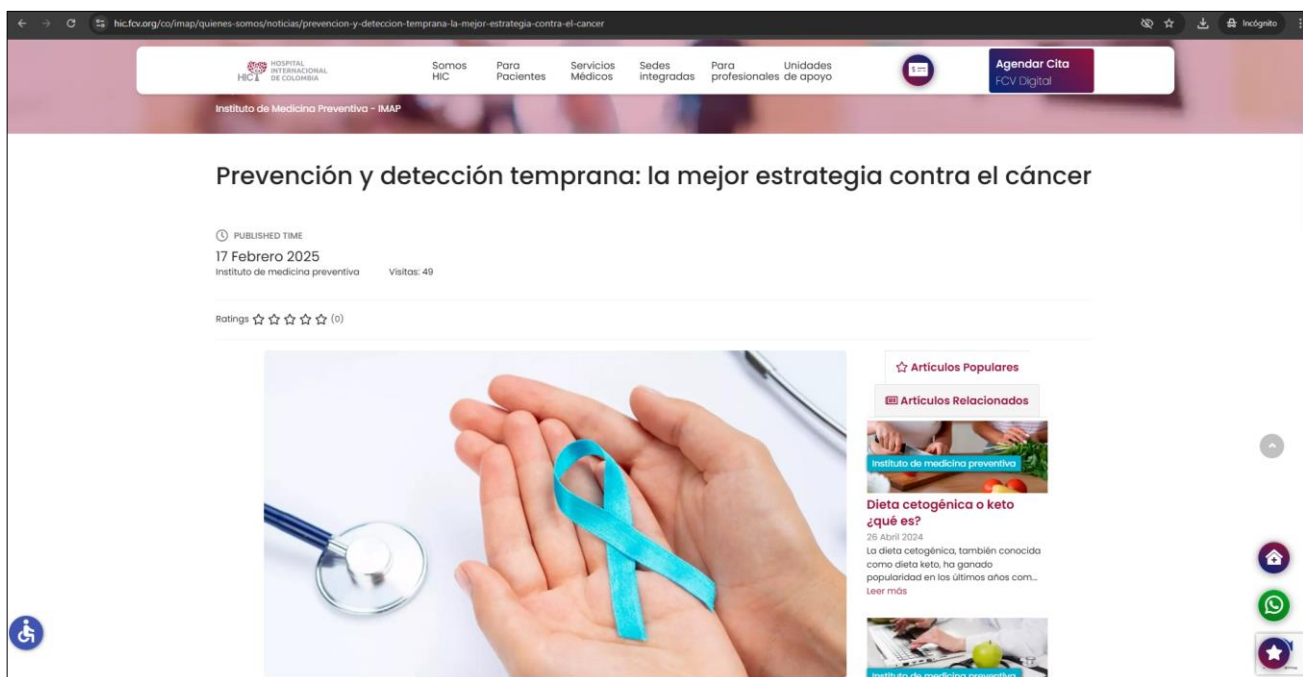 hic.fcv.org/co/imap/quienes-somos/noticias/prevencion-y-deteccion-temprana-la-mejor-estrategia-contra-el-cancer
Incógnito
HIC
HOSPITAL
INTERNACIONAL
DE COLOMBIA
Somos
HIC
Para
Pacientes
Servicios
Médicos
Sedes
integradas
Para
profesionales
Unidades
de apoyo
Agendar Cita
FCV Digital
Instituto de Medicina Preventiva - IMAP
Prevención y detección temprana: la mejor estrategia contra el cáncer
PUBLISHED TIME
17 Febrero 2025
Instituto de medicina preventiva Visitas: 49
Ratings (0)
Artículos Populares
Artículos Relacionados
Instituto de medicina preventiva
Dieta cetogénica o keto
¿qué es?
26 Abril 2024
La dieta cetogénica, también conocida
como dieta keto, ha ganado
popularidad en los últimos años com...
Leer más
Instituto de medicina preventiva